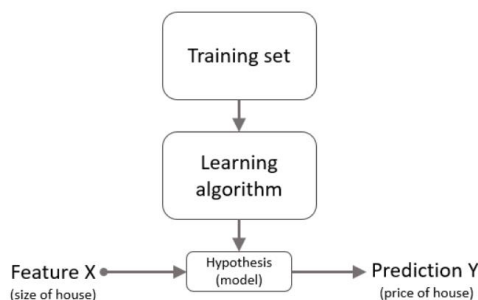 Training set
Learning
algorithm
Hypothesis
(model)
Feature X
(size of house)
Prediction Y
(price of house)